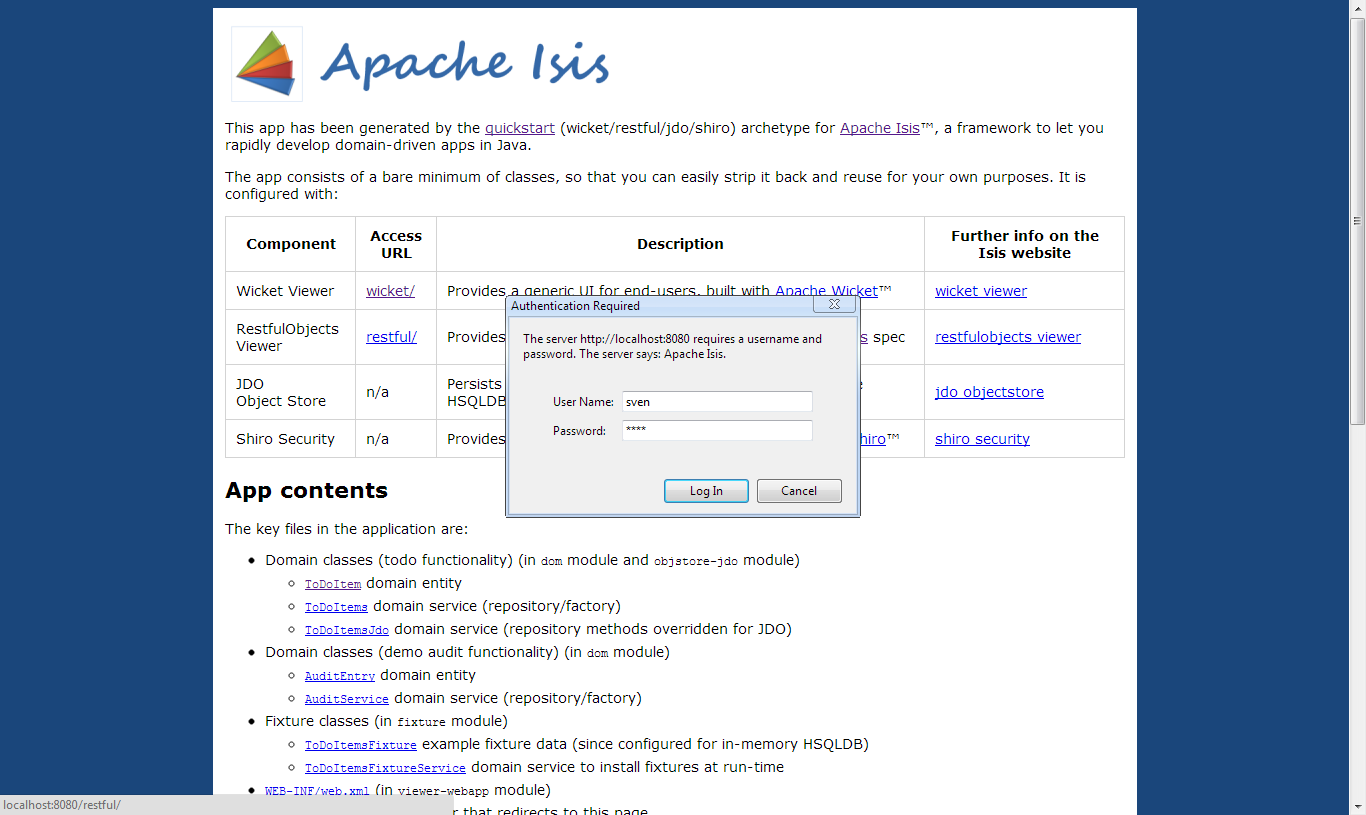 Apache Isis
This app has been generated by the quickstart (wicket/restful/jdo/shiro) archetype for Apache Isis™, a framework to let you
rapidly develop domain-driven apps in Java.
The app consists of a bare minimum of classes, so that you can easily strip it back and reuse for your own purposes. It is
configured with:
Component
Access
URL
Description
Further info on the
Isis website
Wicket Viewer
wicket/
Provides a generic UI for end-users, built with Apache Wicket™
wicket viewer
RestfulObjects
Viewer
restful/
Provides
s spec
restfulobjects viewer
JDO
Object Store
n/a
Persists
HSQLDB
jdo objectstore
Shiro Security
n/a
Provides
hiro™
shiro security
Authentication Required
The server http://localhost:8080 requires a username and
password. The server says: Apache Isis.
User Name: sven
Password: ****
Log In
Cancel
App contents
The key files in the application are:
• Domain classes (todo functionality) (in dom module and objstore-jdo module)
◦ ToDoItem domain entity
◦ ToDoItems domain service (repository/factory)
◦ ToDoItemsJdo domain service (repository methods overridden for JDO)
• Domain classes (demo audit functionality) (in dom module)
◦ AuditEntry domain entity
◦ AuditService domain service (repository/factory)
• Fixture classes (in fixture module)
◦ ToDoItemsFixture example fixture data (since configured for in-memory HSQLDB)
◦ ToDoItemsFixtureService domain service to install fixtures at run-time
• WEB-INF/web.xml (in viewer-webapp module)
that redirects to this page
localhost:8080/restful/